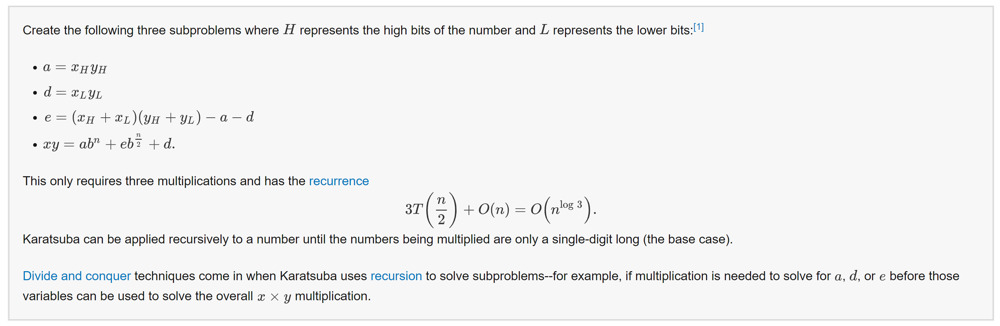 Create the following three subproblems where $H$ represents the high bits of the number and $L$ represents the lower bits:[1]
• $a = x_H y_H$
• $d = x_L y_L$
• $e = (x_H + x_L)(y_H + y_L) - a - d$
• $xy = ab^n + eb^{\frac{n}{2}} + d.$
This only requires three multiplications and has the recurrence
$3T\left(\frac{n}{2}\right) + O(n) = O\left(n^{\log 3}\right).$
Karatsuba can be applied recursively to a number until the numbers being multiplied are only a single-digit long (the base case).
Divide and conquer techniques come in when Karatsuba uses recursion to solve subproblems--for example, if multiplication is needed to solve for $a$, $d$, or $e$ before those
variables can be used to solve the overall $x \times y$ multiplication.